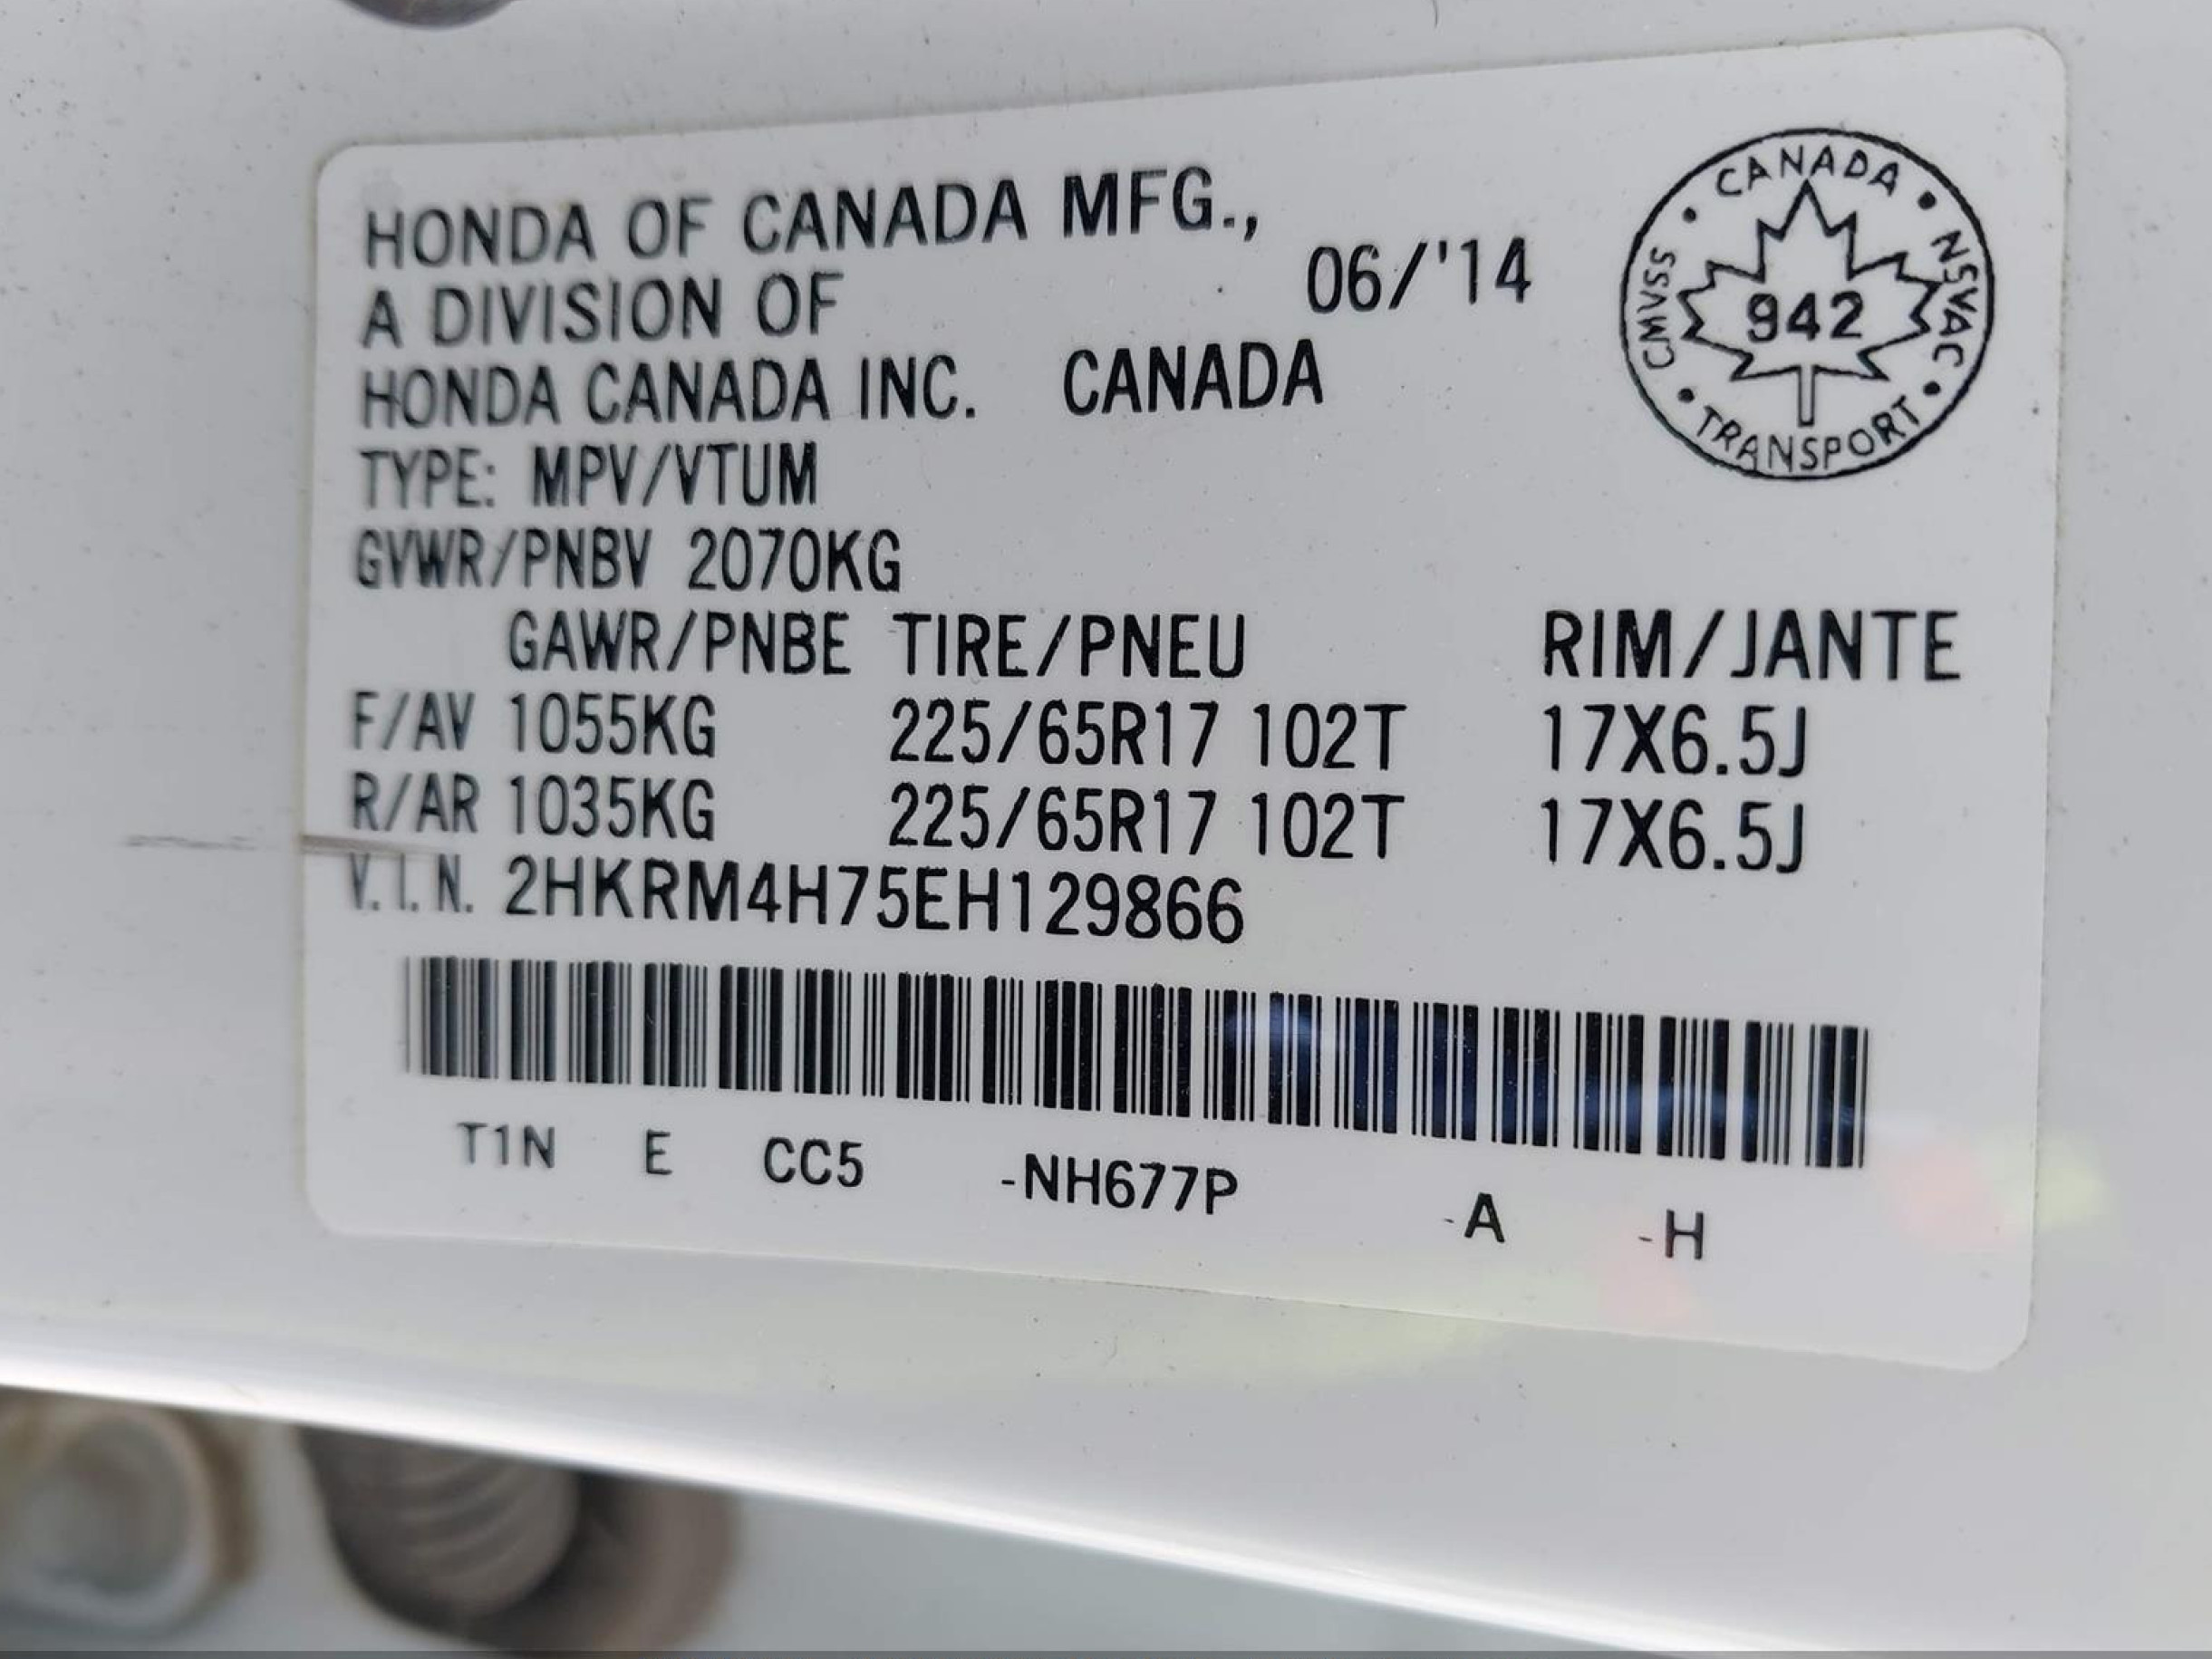 HONDA OF CANADA MFG.,
A DIVISION OF
06/'14
HONDA CANADA INC. CANADA
CANADA • NSVAC • TRANSPORT • CMVSS •
942
TYPE: MPV/VTUM
GVWR/PNBV 2070KG
GAWR/PNBE TIRE/PNEU RIM/JANTE
F/AV 1055KG 225/65R17 102T 17X6.5J
R/AR 1035KG 225/65R17 102T 17X6.5J
V.I.N. 2HKRM4H75EH129866
T1N E CC5 -NH677P -A -H